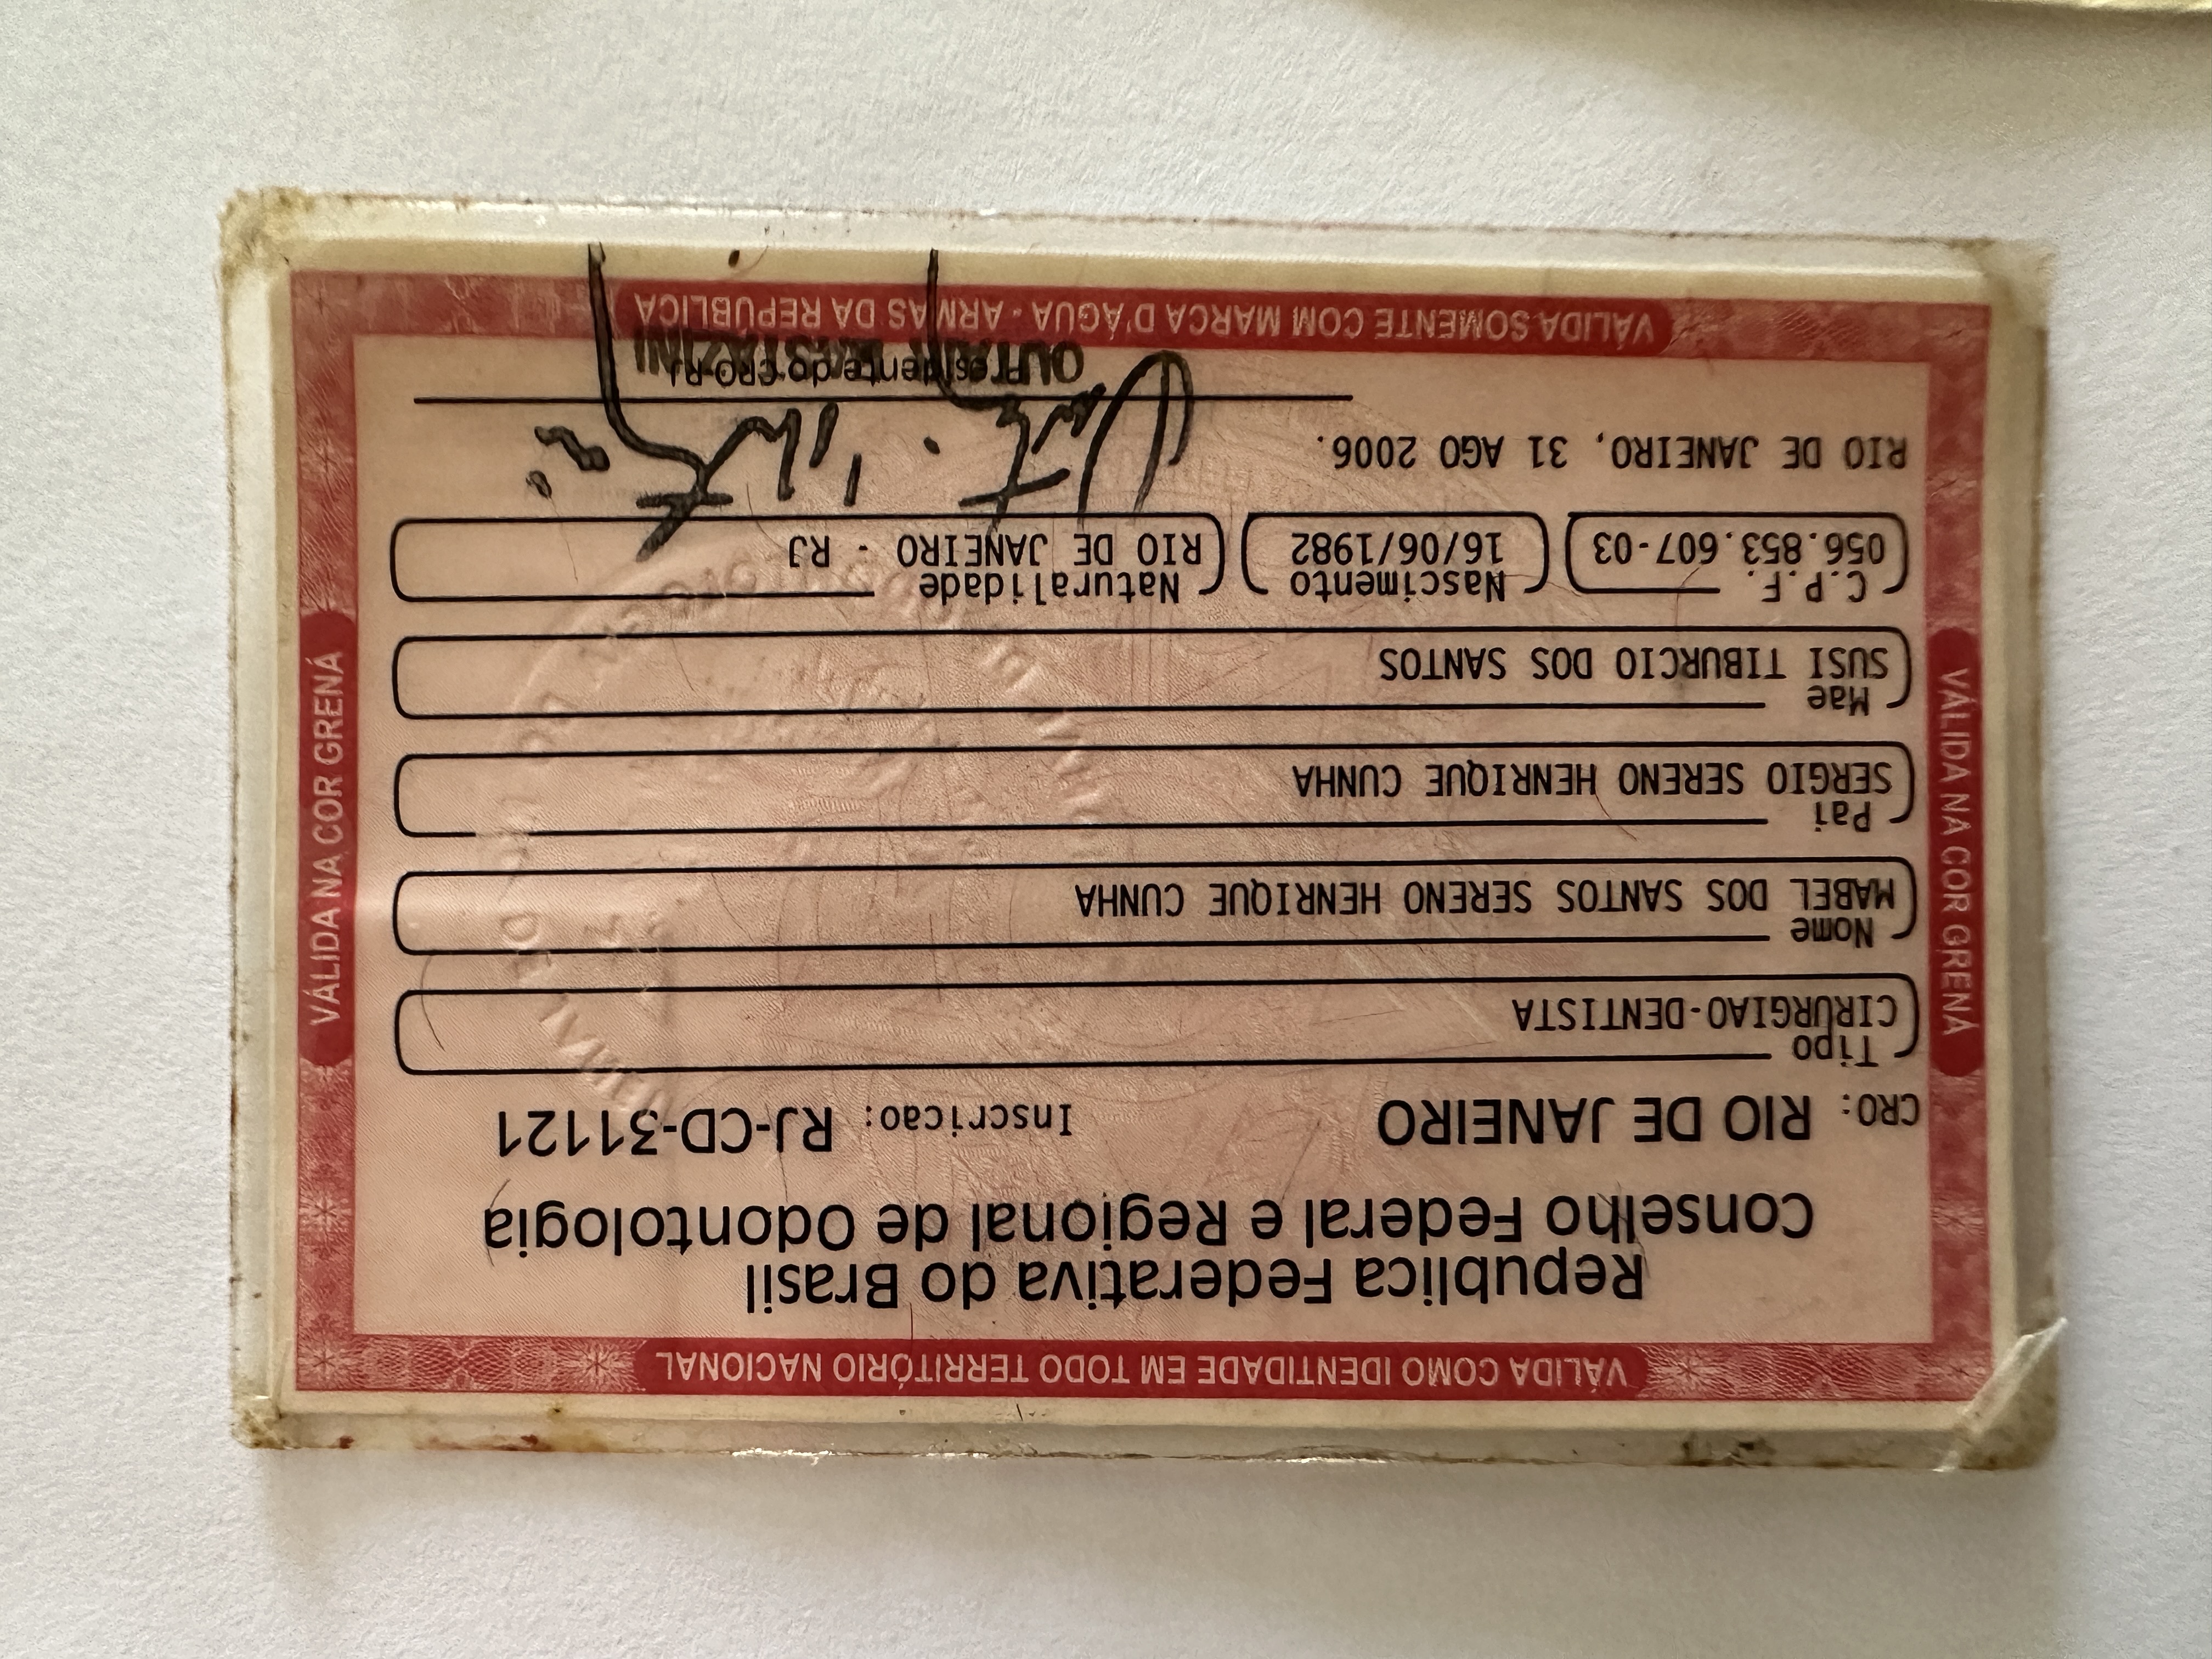 VÁLIDA COMO IDENTIDADE EM TODO TERRITÓRIO NACIONAL
Republica Federativa do Brasil
Conselho Federal e Regional de Odontologia
CRO: RIO DE JANEIRO Inscricao: RJ-CD-31121
Tipo
CIRURGIAO-DENTISTA
Nome
MABEL DOS SANTOS SERENO HENRIQUE CUNHA
Pai
SERGIO SERENO HENRIQUE CUNHA
Mae
SUSI TIBURCIO DOS SANTOS
C.P.F. Nascimento Naturalidade
056.853.607-03 16/06/1982 RIO DE JANEIRO - RJ
RIO DE JANEIRO, 31 AGO 2006.
Presidente do CRO-RJ
VÁLIDA SOMENTE COM MARCA D'ÁGUA - ARMAS DA REPÚBLICA
VÁLIDA NA COR GRENÁ
VÁLIDA NA COR GRENÁ